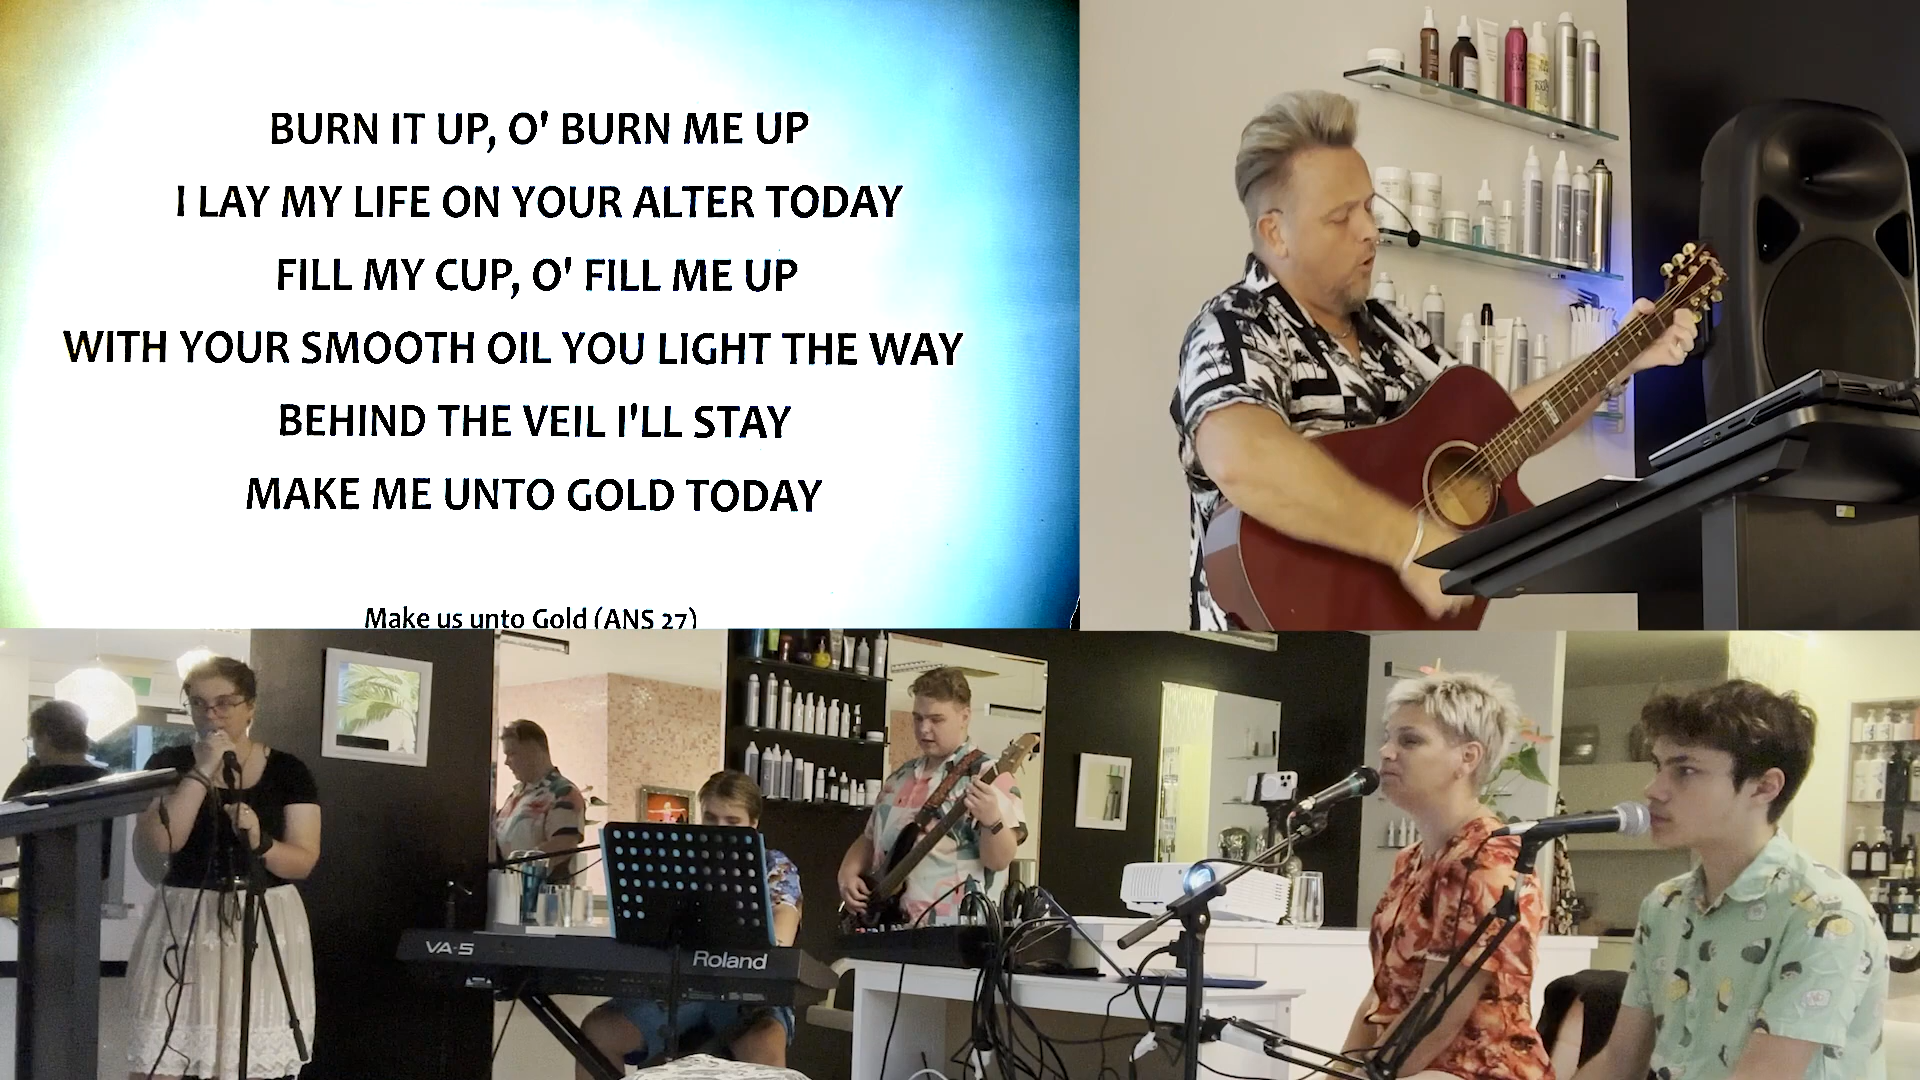 BURN IT UP, O' BURN ME UP
I LAY MY LIFE ON YOUR ALTER TODAY
FILL MY CUP, O' FILL ME UP
WITH YOUR SMOOTH OIL YOU LIGHT THE WAY
BEHIND THE VEIL I'LL STAY
MAKE ME UNTO GOLD TODAY
Make us unto Gold (ANS 27)
VA-5
Roland